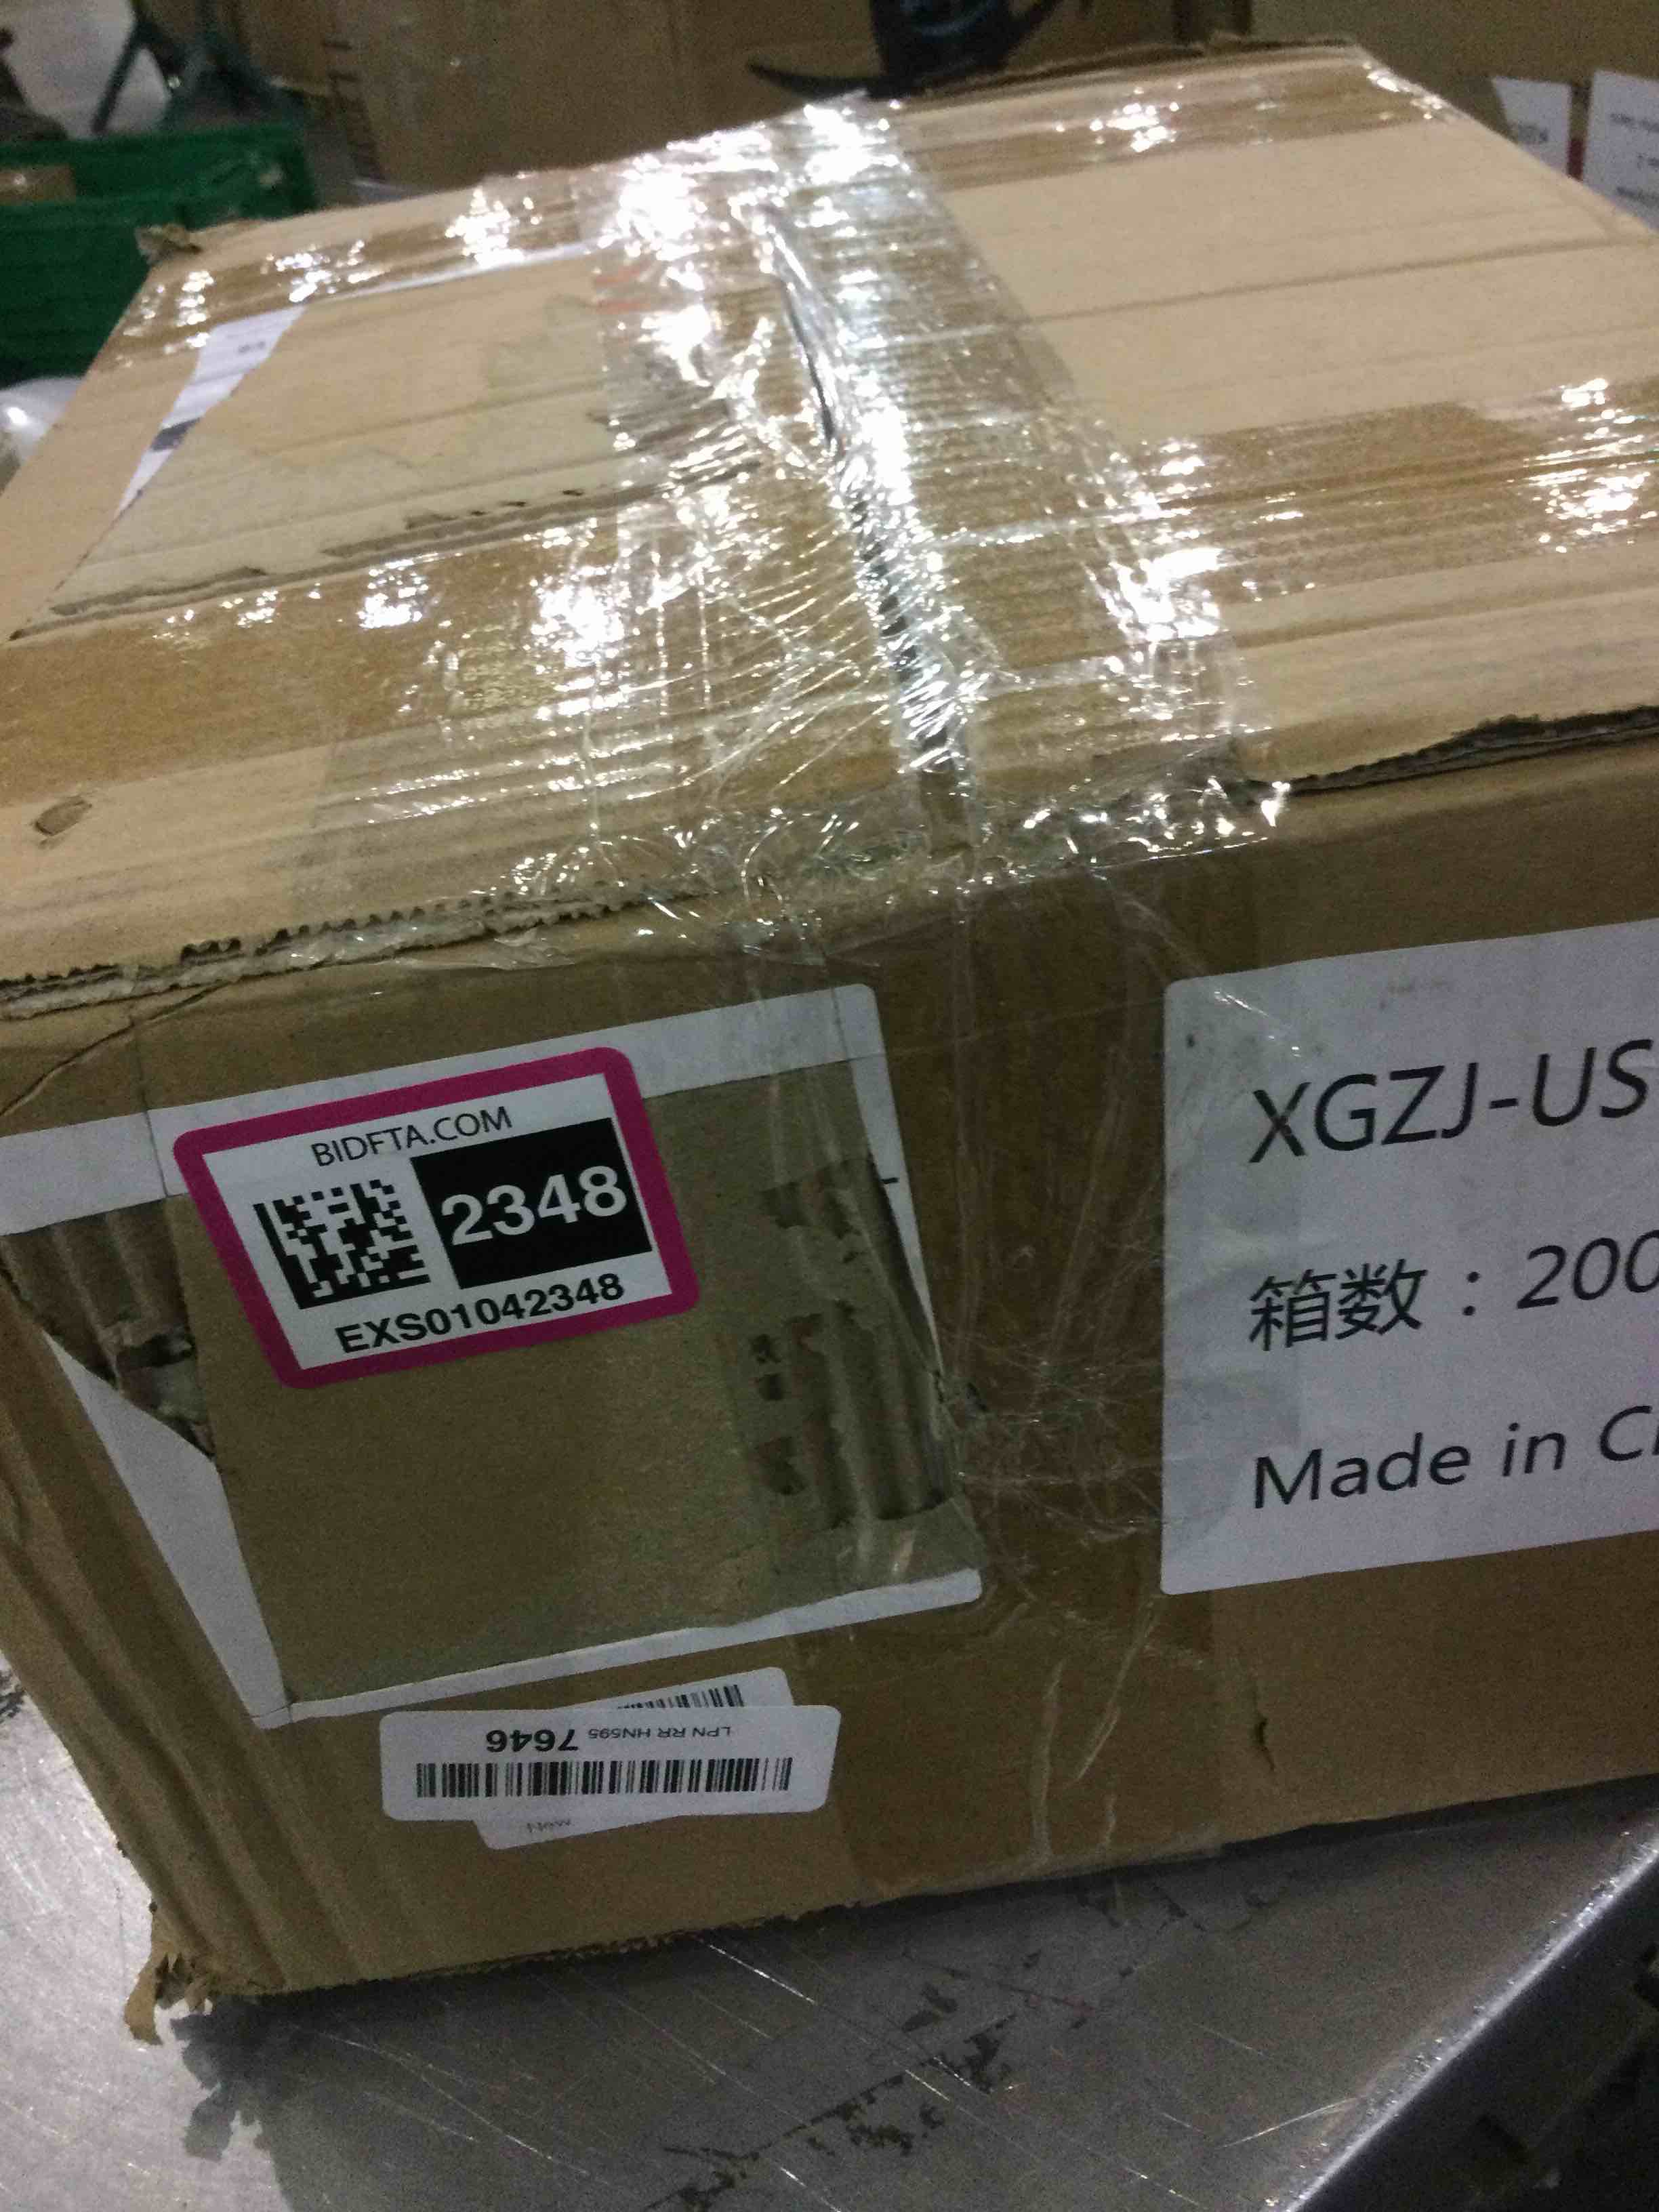 BIDFTA.COM
2348
EXS01042348
XGZJ-US
箱数：200
Made in C
LPN RR HN595 7646